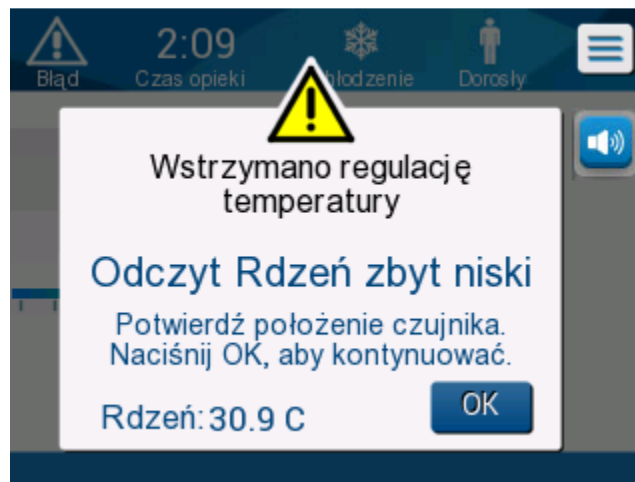 2:09
Błąd
Czas opieki
Dorosły
Wstrzymano regulację
temperatury
Odczyt Rdzeń zbyt niski
Potwierdź położenie czujnika.
Naciśnij OK, aby kontynuować.
Rdzeń: 30.9 C
OK